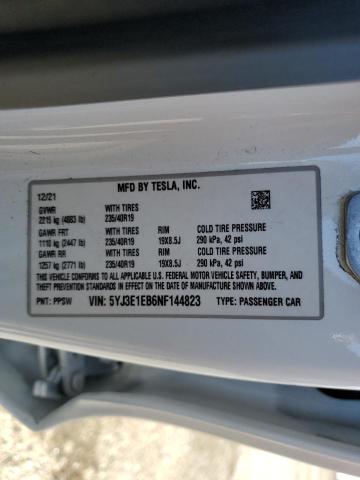 MFD BY TESLA, INC.
12/21
GVWR WITH TIRES
2215 kg (4883 lb) 235/40R19
GAWR FRT WITH TIRES RIM COLD TIRE PRESSURE
1110 kg (2447 lb) 235/40R19 19X8.5J 290 kPa, 42 psi
GAWR RR WITH TIRES RIM COLD TIRE PRESSURE
1257 kg (2771 lb) 235/40R19 19X8.5J 290 kPa, 42 psi
THIS VEHICLE CONFORMS TO ALL APPLICABLE U.S. FEDERAL MOTOR VEHICLE SAFETY, BUMPER, AND THEFT
PREVENTION STANDARDS IN EFFECT ON THE DATE OF MANUFACTURE SHOWN ABOVE.
PNT: PPSW VIN: 5YJ3E1EB6NF144823 TYPE: PASSENGER CAR